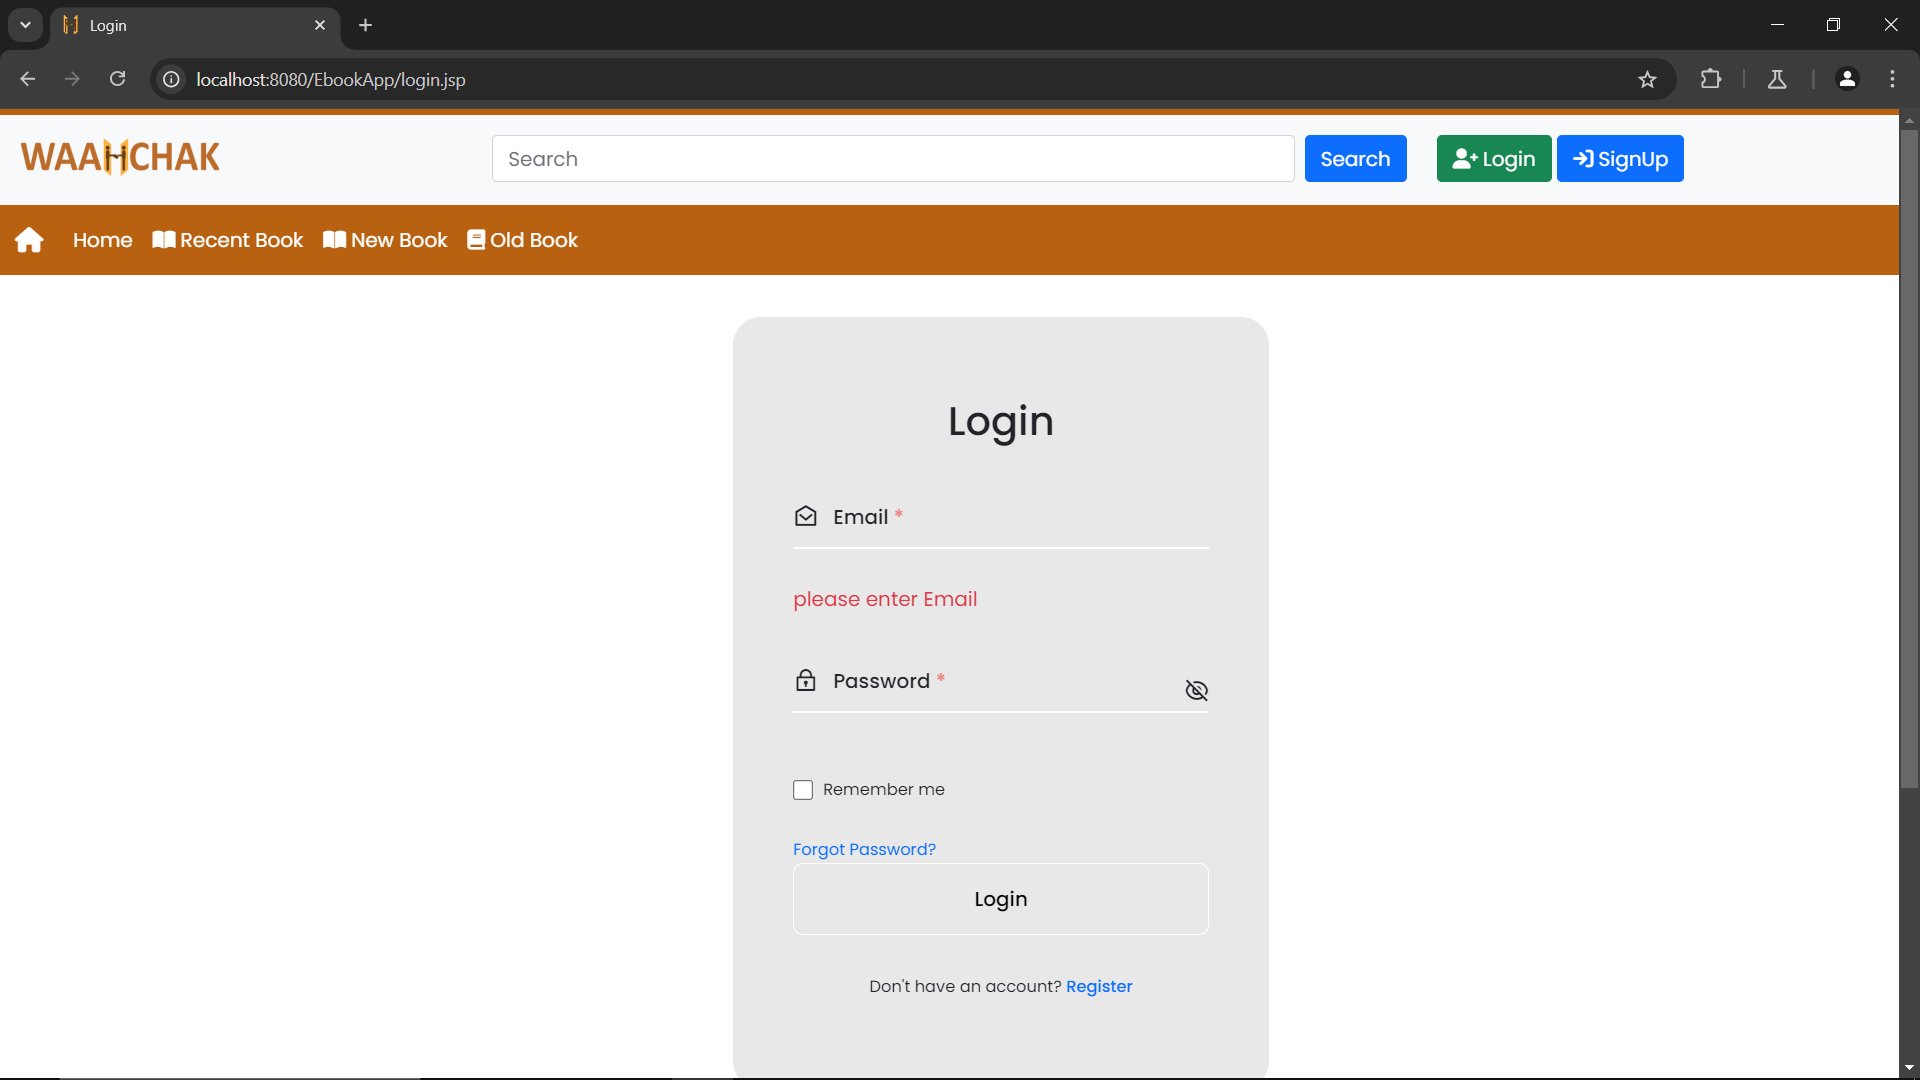 Login
localhost:8080/EbookApp/login.jsp
WAAHCHAK
Search
Search
Login
SignUp
Home
Recent Book
New Book
Old Book
Login
Email *
please enter Email
Password *
Remember me
Forgot Password?
Login
Don't have an account? Register